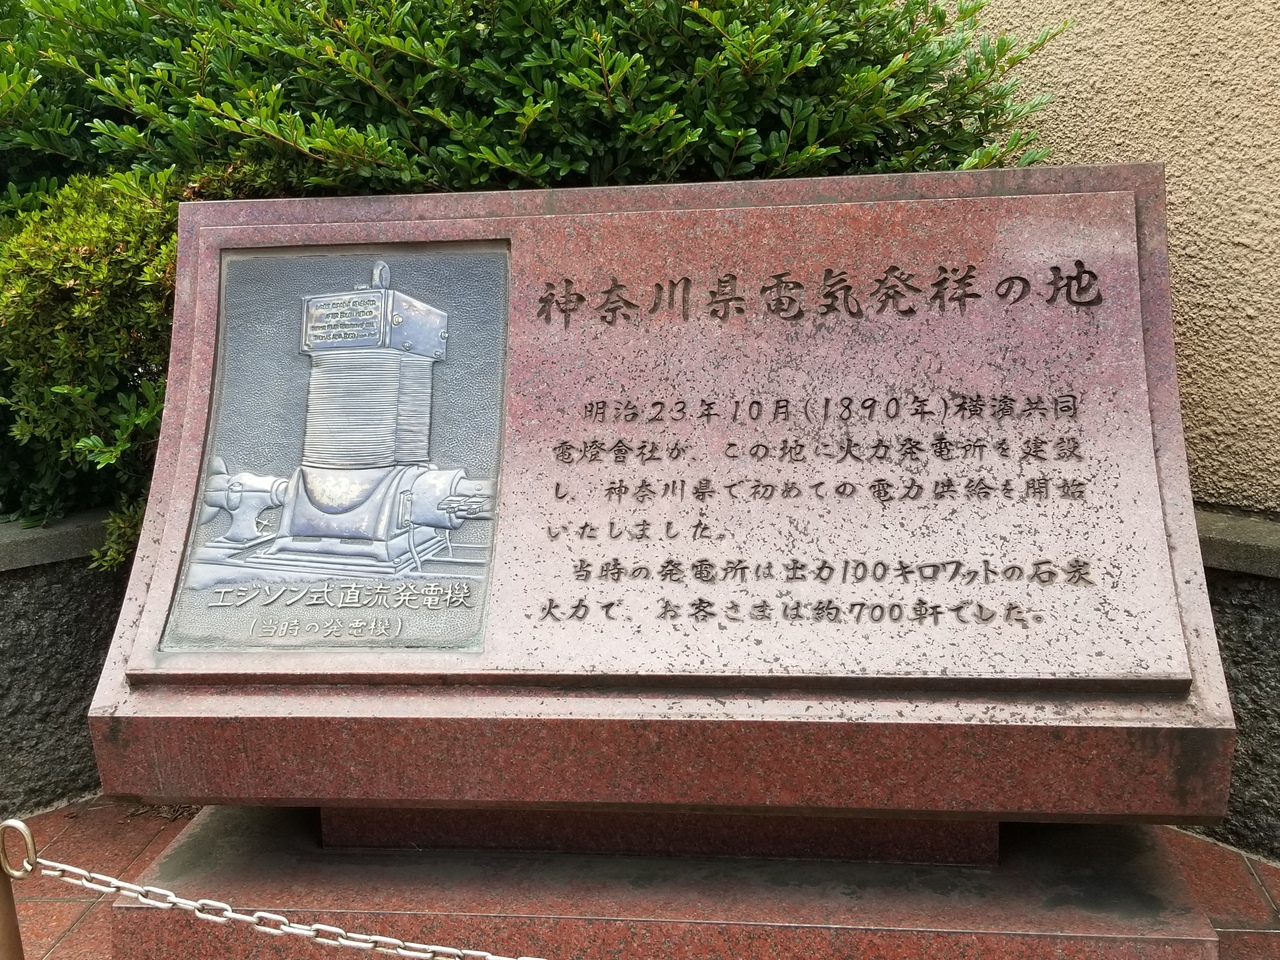 神奈川県電気発祥の地
明治23年10月(1890年)横濱共同
電燈會社が、この地に火力発電所を建設
し、神奈川県で初めての電力供給を開始
いたしました。
当時の発電所は出力100キロワットの石炭
火力で、お客さまは約700軒でした。
エジソン式直流発電機
(当時の発電機)